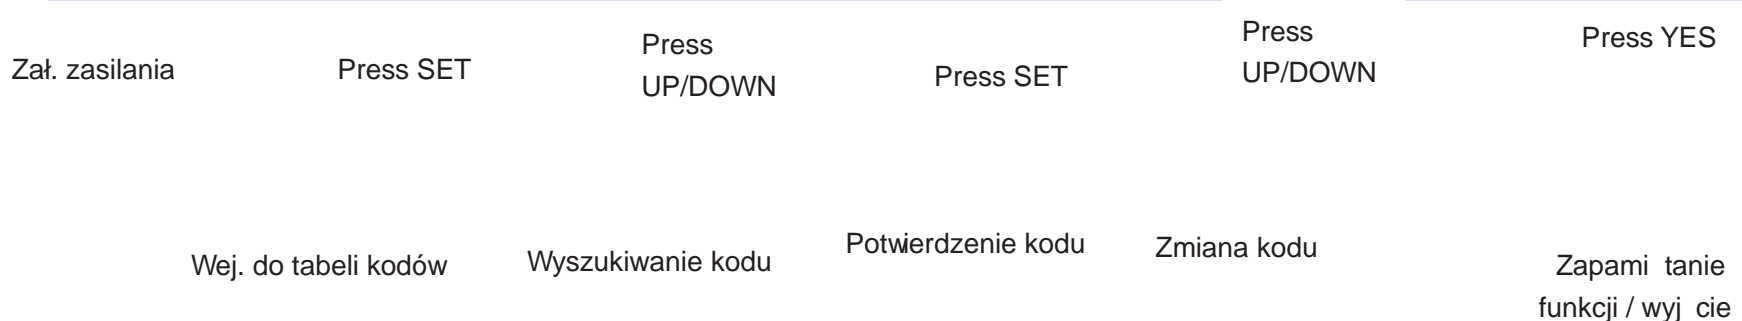 Zał. zasilania
Press SET
Press
UP/DOWN
Press SET
Press
UP/DOWN
Press YES
Wej. do tabeli kodów
Wyszukiwanie kodu
Potwierdzenie kodu
Zmiana kodu
Zapami tanie
funkcji / wyj cie